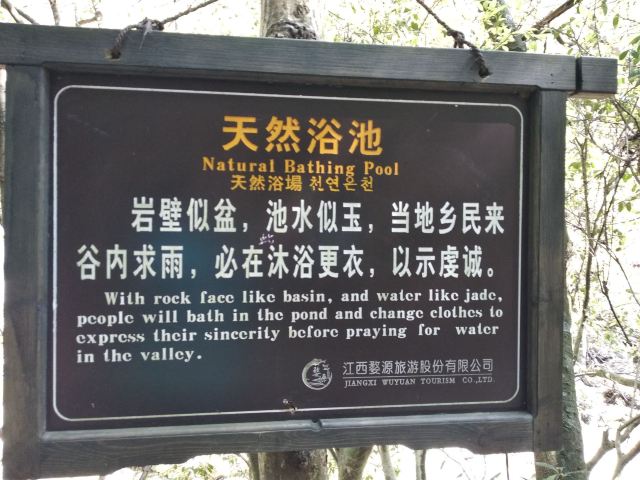 天然浴池
Natural Bathing Pool
天然浴場 천연온천
岩壁似盆，池水似玉，当地乡民来
谷内求雨，必在沐浴更衣，以示虔诚。
With rock face like basin, and water like jade,
people will bath in the pond and change clothes to
express their sincerity before praying for water
in the valley.
江西婺源旅游股份有限公司
JIANGXI WUYUAN TOURISM CO.,LTD.